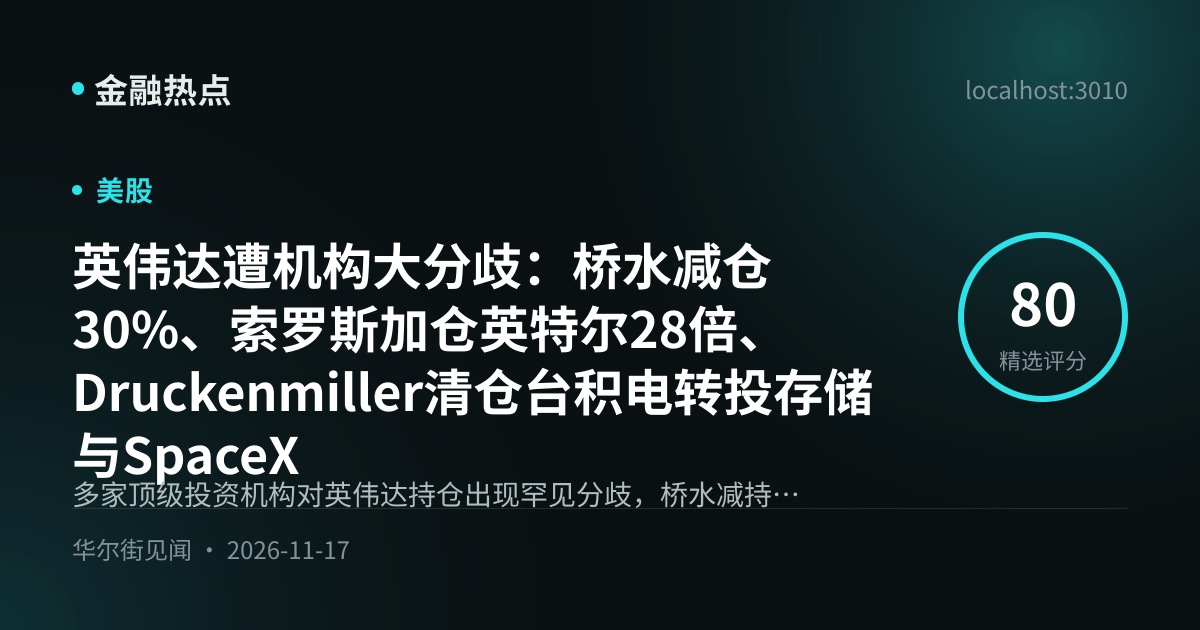 金融热点
localhost:3010
美股
英伟达遭机构大分歧：桥水减仓
30%、索罗斯加仓英特尔28倍、
Druckenmiller清仓台积电转投存储
与SpaceX
80
精选评分
多家顶级投资机构对英伟达持仓出现罕见分歧，桥水减持…
华尔街见闻 · 2026-11-17